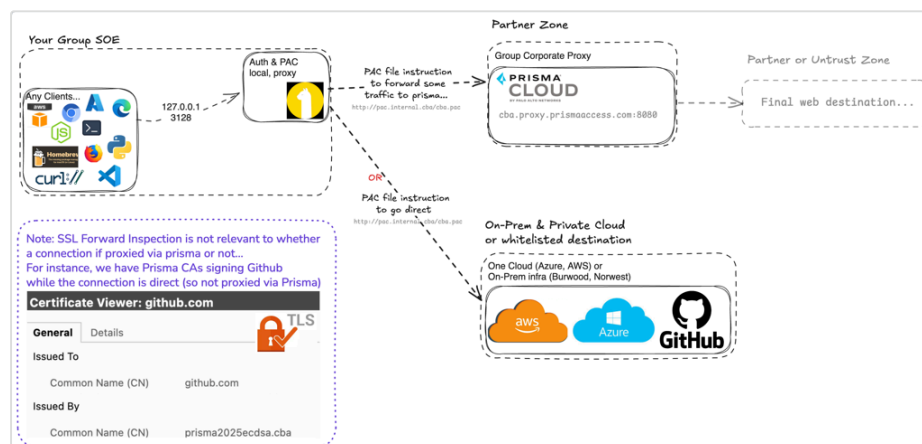 Your Group SOE
Any Clients...
aws
JS
Homebrew
curl://
127.0.0.1
3128
Auth & PAC
local, proxy
PAC file instruction
to forward some
traffic to prisma...
http://pac.internal.cba/cba.pac
Partner Zone
Group Corporate Proxy
PRISMA
CLOUD
BY PALO ALTO NETWORKS
cba.proxy.prismaaccess.com:8080
Partner or Untrust Zone
Final web destination...
OR
PAC file instruction
to go direct
http://pac.internal.cba/cba.pac
On-Prem & Private Cloud
or whitelisted destination
One Cloud (Azure, AWS) or
On-Prem infra (Burwood, Norwest)
aws
Azure
GitHub
Note: SSL Forward Inspection is not relevant to whether
a connection if proxied via prisma or not...
For instance, we have Prisma CAs signing Github
while the connection is direct (so not proxied via Prisma)
Certificate Viewer: github.com
General Details
TLS
Issued To
Common Name (CN) github.com
Issued By
Common Name (CN) prisma2025ecdsa.cba